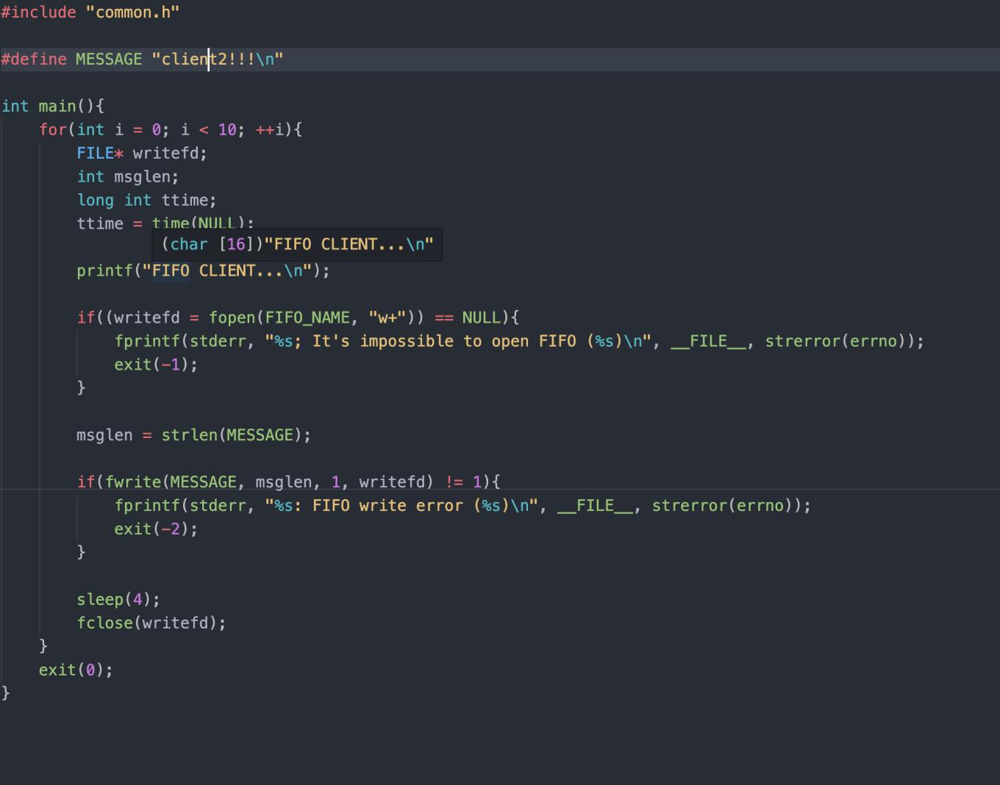 #include "common.h"
#define MESSAGE "client2!!!\n"
int main(){
for(int i = 0; i < 10; ++i){
FILE* writefd;
int msglen;
long int ttime;
ttime = time(NULL);
(char [16])"FIFO CLIENT...\n"
printf("FIFO CLIENT...\n");
if((writefd = fopen(FIFO_NAME, "w+")) == NULL){
fprintf(stderr, "%s; It's impossible to open FIFO (%s)\n", __FILE__, strerror(errno));
exit(-1);
}
msglen = strlen(MESSAGE);
if(fwrite(MESSAGE, msglen, 1, writefd) != 1){
fprintf(stderr, "%s: FIFO write error (%s)\n", __FILE__, strerror(errno));
exit(-2);
}
sleep(4);
fclose(writefd);
}
exit(0);
}